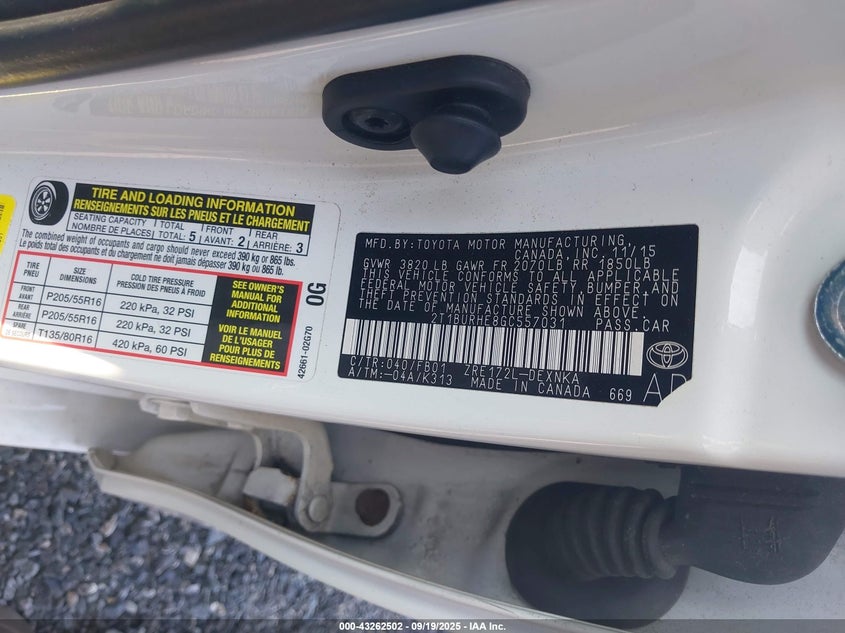 TIRE AND LOADING INFORMATION
RENSEIGNEMENTS SUR LES PNEUS ET LE CHARGEMENT
SEATING CAPACITY
NOMBRE DE PLACES
TOTAL 5
FRONT
AVANT: 2
REAR
ARRIÈRE: 3
The combined weight of occupants and cargo should never exceed 390 kg or 865 lbs.
Le poids total des occupants et du chargement ne doit jamais dépasser 390 kg ou 865 lb.
TIRE
PNEU
SIZE
DIMENSIONS
COLD TIRE PRESSURE
PRESSION DES PNEUS À FROID
FRONT
AVANT
P205/55R16
220 kPa, 32 PSI
REAR
ARRIÈRE
P205/55R16
220 kPa, 32 PSI
SPARE
DE SECOURS
T135/80R16
420 kPa, 60 PSI
SEE OWNER'S
MANUAL FOR
ADDITIONAL
INFORMATION
VOIR LE MANUEL
DE L'USAGER
POUR PLUS DE
RENSEIGNEMENTS
0G
42661-02G70
MFD.BY:TOYOTA MOTOR MANUFACTURING
CANADA, INC. 11/15
GVWR 3820 LB GAWR FR 2070 LB RR 1850LB
THIS VEHICLE CONFORMS TO ALL APPLICABLE
FEDERAL MOTOR VEHICLE SAFETY, BUMPER, AND
THEFT PREVENTION STANDARDS IN EFFECT ON
THE DATE OF MANUFACTURE SHOWN ABOVE.
2T1BURHE8GC557031 PASS.CAR
C/TR:040/FB01 ZRE172L-DEXNKA
A/TM:-04A/K313 MADE IN CANADA 669
000-43262502 - 09/19/2025 - IAA Inc.